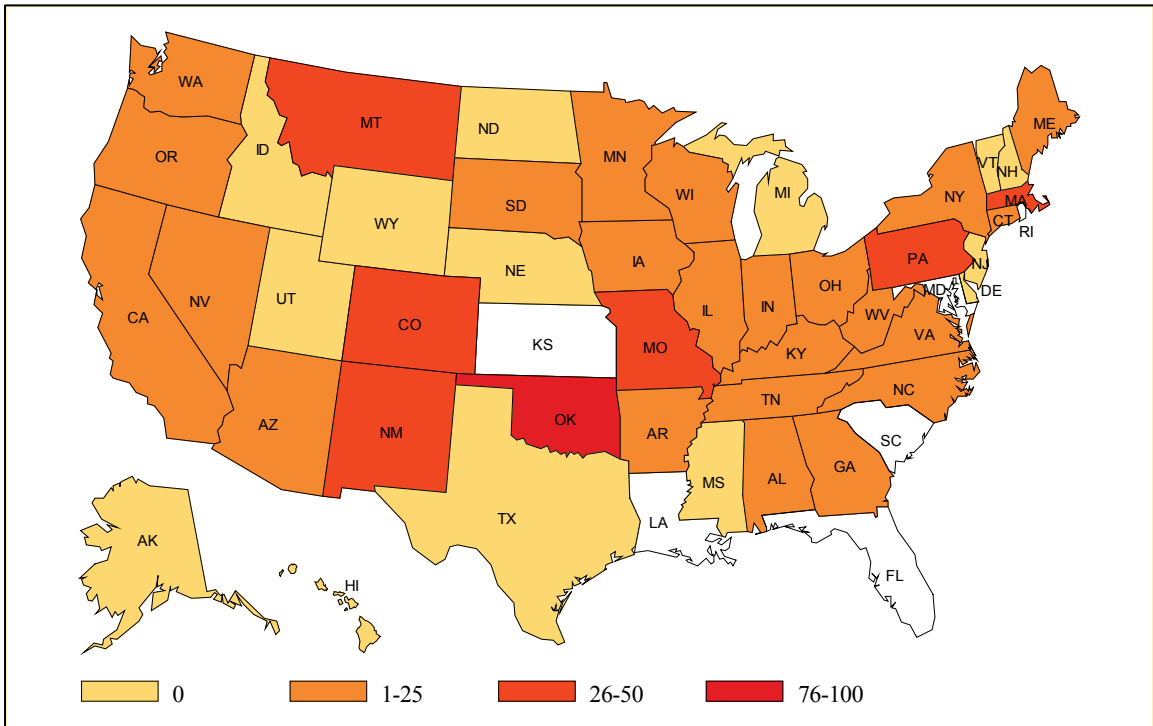 WA
MT
ND
ME
OR
ID
MN
VT
NH
WI
MI
NY
MA
SD
CT
RI
WY
PA
NE
IA
NJ
OH
MD
DE
UT
NV
IL
IN
CA
CO
WV
VA
KS
MO
KY
NC
TN
OK
AZ
NM
AR
SC
GA
AL
MS
TX
LA
AK
FL
HI
0 1-25 26-50 76-100